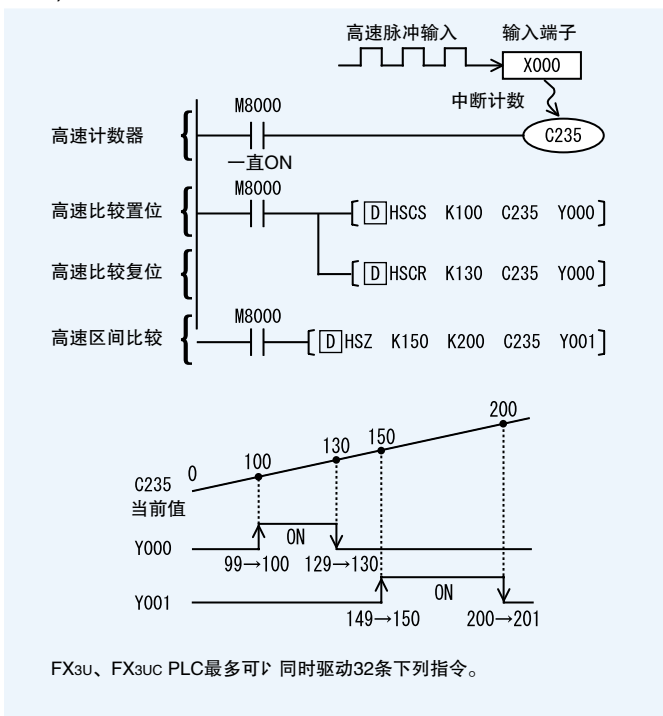 高速脉冲输入 输入端子
X000
中断计数
M8000
高速计数器
C235
一直ON
M8000
高速比较置位
[ D HSCS K100 C235 Y000 ]
高速比较复位
[ D HSCR K130 C235 Y000 ]
M8000
高速区间比较
[ D HSZ K150 K200 C235 Y001 ]
200
150
130
100
0
C235
当前值
ON
Y000
99→100 129→130
ON
Y001
149→150 200→201
FX3U、FX3UC PLC最多可 同时驱动32条下列指令。